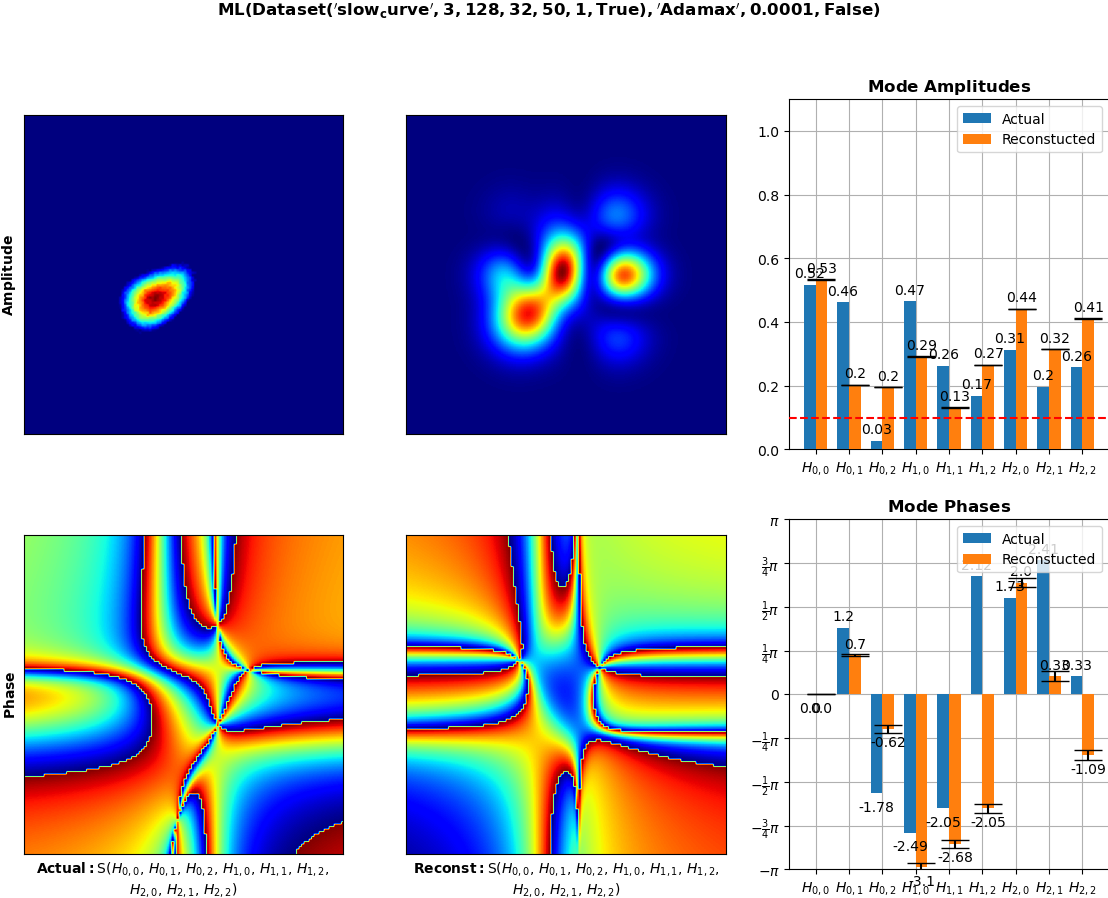 ML(Dataset('slow_curve', 3, 128, 32, 50, 1, True), 'Adamax', 0.0001, False)
Mode Amplitudes
Actual
Reconstucted
1.0
0.8
0.6
0.4
0.2
0.0
0.52
0.53
0.46
0.2
0.03
0.2
0.47
0.29
0.26
0.13
0.17
0.27
0.31
0.44
0.2
0.32
0.26
0.41
H0,0 H0,1 H0,2 H1,0 H1,1 H1,2 H2,0 H2,1 H2,2
Amplitude
Mode Phases
Actual
Reconstucted
π
3/4π
1/2π
1/4π
0
−1/4π
−1/2π
−3/4π
−π
0.0
0.0
1.2
0.7
-1.78
-0.62
-2.49
-3.1
-2.05
-2.68
2.12
-2.05
1.73
2.0
2.41
0.33
0.33
-1.09
H0,0 H0,1 H0,2 H1,0 H1,1 H1,2 H2,0 H2,1 H2,2
Phase
Actual: S(H0,0, H0,1, H0,2, H1,0, H1,1, H1,2,
H2,0, H2,1, H2,2)
Reconst: S(H0,0, H0,1, H0,2, H1,0, H1,1, H1,2,
H2,0, H2,1, H2,2)